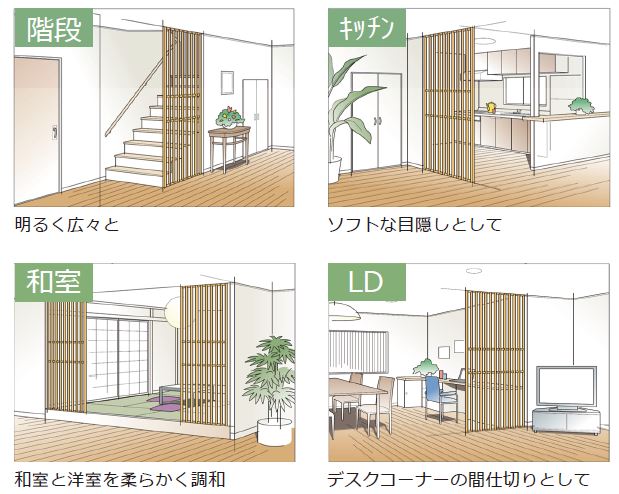 階段
ｷｯﾁﾝ
明るく広々と
ソフトな目隠しとして
和室
LD
和室と洋室を柔らかく調和
デスクコーナーの間仕切りとして